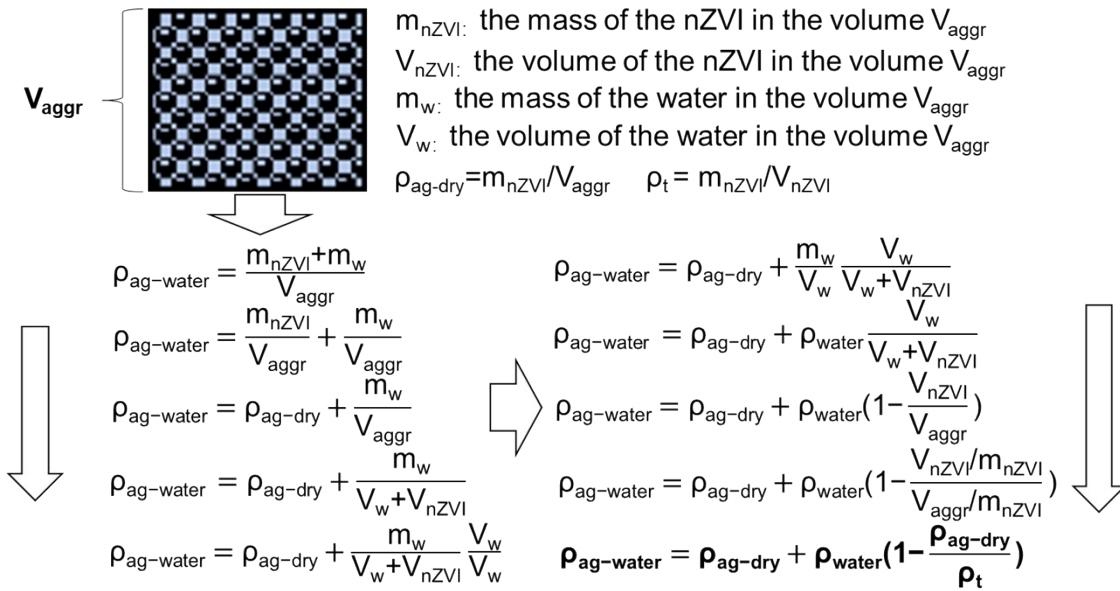 V_aggr
m_nZVI: the mass of the nZVI in the volume V_aggr
V_nZVI: the volume of the nZVI in the volume V_aggr
m_w: the mass of the water in the volume V_aggr
V_w: the volume of the water in the volume V_aggr
ρ_ag-dry=m_nZVI/V_aggr ρ_t= m_nZVI/V_nZVI
ρ_ag−water = (m_nZVI+m_w)/V_aggr
ρ_ag−water = m_nZVI/V_aggr + m_w/V_aggr
ρ_ag−water = ρ_ag−dry + m_w/V_aggr
ρ_ag−water = ρ_ag−dry + m_w/(V_w+V_nZVI)
ρ_ag−water = ρ_ag−dry + m_w/(V_w+V_nZVI) V_w/V_w
ρ_ag−water = ρ_ag−dry + m_w/V_w V_w/(V_w+V_nZVI)
ρ_ag−water = ρ_ag−dry + ρ_water V_w/(V_w+V_nZVI)
ρ_ag−water = ρ_ag−dry + ρ_water(1−V_nZVI/V_aggr)
ρ_ag−water = ρ_ag−dry + ρ_water(1−(V_nZVI/m_nZVI)/(V_aggr/m_nZVI))
ρ_ag−water = ρ_ag−dry + ρ_water(1−ρ_ag−dry/ρ_t)